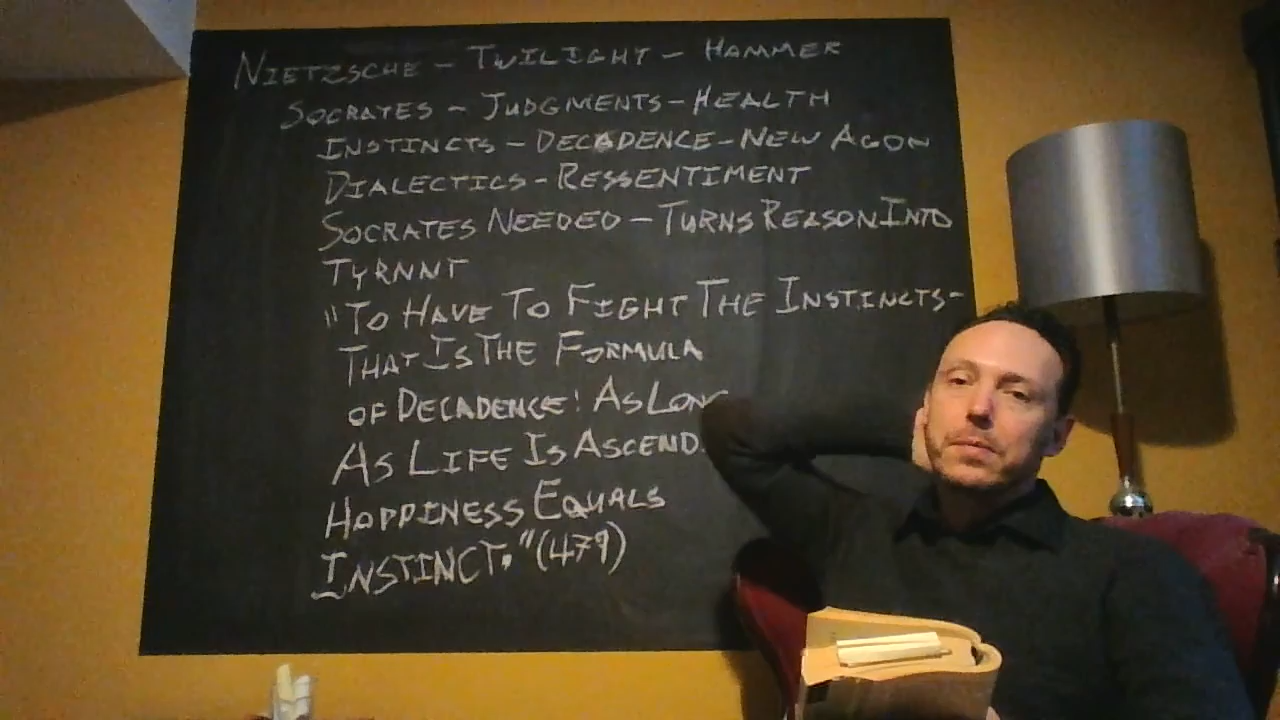 NIETZSCHE - TWILIGHT - HAMMER
SOCRATES - JUDGMENTS - HEALTH
INSTINCTS - DECADENCE - NEW AGON
DIALECTICS - RESSENTIMENT
SOCRATES NEEDED - TURNS REASON INTO
TYRNNT
"TO HAVE TO FIGHT THE INSTINCTS-
THAT IS THE FORMULA
OF DECADENCE: AS LONG
AS LIFE IS ASCEND
HAPPINESS EQUALS
INSTINCT." (479)